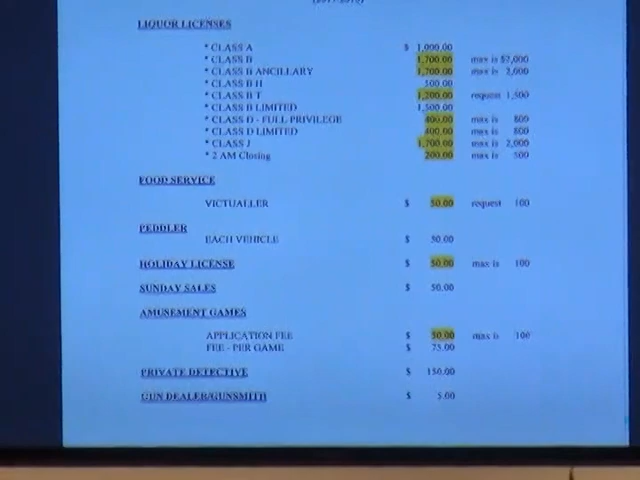 LIQUOR LICENSES
* CLASS A $ 1,000.00
* CLASS B 1,700.00 max is $2,000
* CLASS B ANCILLARY 1,700.00 max is 2,000
* CLASS B H 500.00
* CLASS B T 1,200.00 request 1,500
* CLASS B LIMITED 1,500.00
* CLASS D - FULL PRIVILEGE 400.00 max is 800
* CLASS D LIMITED 400.00 max is 800
* CLASS J 1,700.00 max is 2,000
* 2 AM Closing 200.00 max is 500
FOOD SERVICE
VICTUALLER $ 50.00 request 100
PEDDLER
EACH VEHICLE $ 50.00
HOLIDAY LICENSE $ 50.00 max is 100
SUNDAY SALES $ 50.00
AMUSEMENT GAMES
APPLICATION FEE $ 50.00 max is 100
FEE - PER GAME $ 75.00
PRIVATE DETECTIVE $ 150.00
GUN DEALER/GUNSMITH $ 5.00